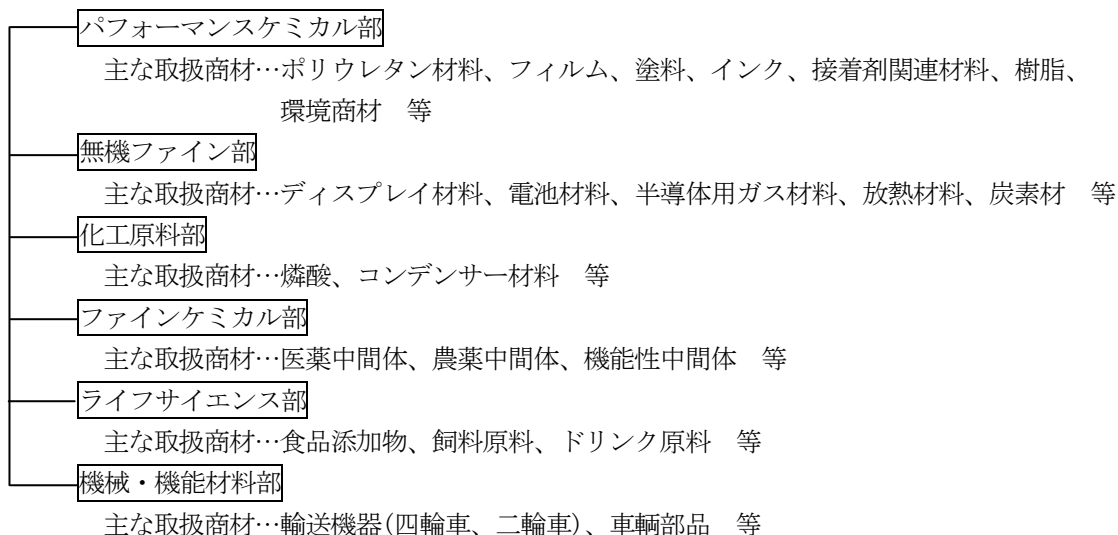 パフォーマンスケミカル部
主な取扱商材…ポリウレタン材料、フィルム、塗料、インク、接着剤関連材料、樹脂、
環境商材　等
無機ファイン部
主な取扱商材…ディスプレイ材料、電池材料、半導体用ガス材料、放熱材料、炭素材　等
化工原料部
主な取扱商材…燐酸、コンデンサー材料　等
ファインケミカル部
主な取扱商材…医薬中間体、農薬中間体、機能性中間体　等
ライフサイエンス部
主な取扱商材…食品添加物、飼料原料、ドリンク原料　等
機械・機能材料部
主な取扱商材…輸送機器(四輪車、二輪車)、車輌部品　等